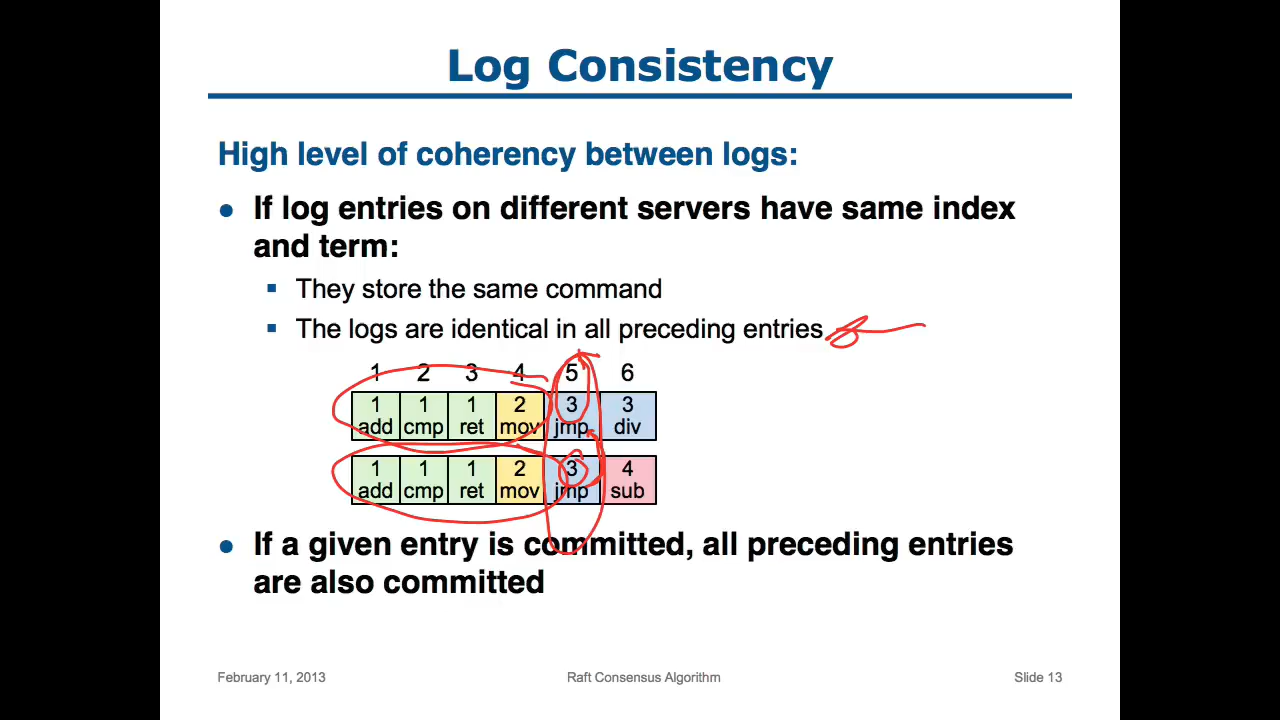 Log Consistency
High level of coherency between logs:
● If log entries on different servers have same index
and term:
▪ They store the same command
▪ The logs are identical in all preceding entries
1 2 3 4 5 6
1 1 1 2 3 3
add cmp ret mov jmp div
1 1 1 2 3 4
add cmp ret mov jmp sub
● If a given entry is committed, all preceding entries
are also committed
February 11, 2013 Raft Consensus Algorithm Slide 13